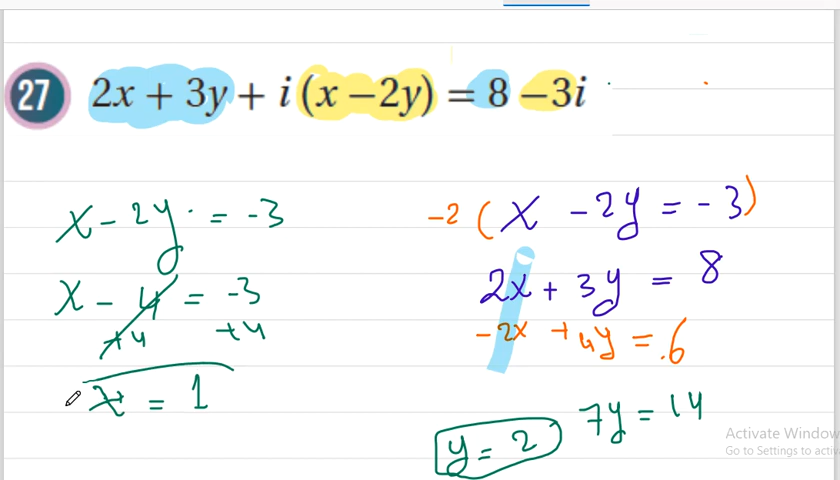 27 2x + 3y + i (x − 2y) = 8 − 3i
x − 2y = −3
x − 4 = −3
+4 +4
x = 1
−2 ( x − 2y = −3 )
2x + 3y = 8
−2x + 4y = 6
7y = 14
y = 2
Activate Window
Go to Settings to activa